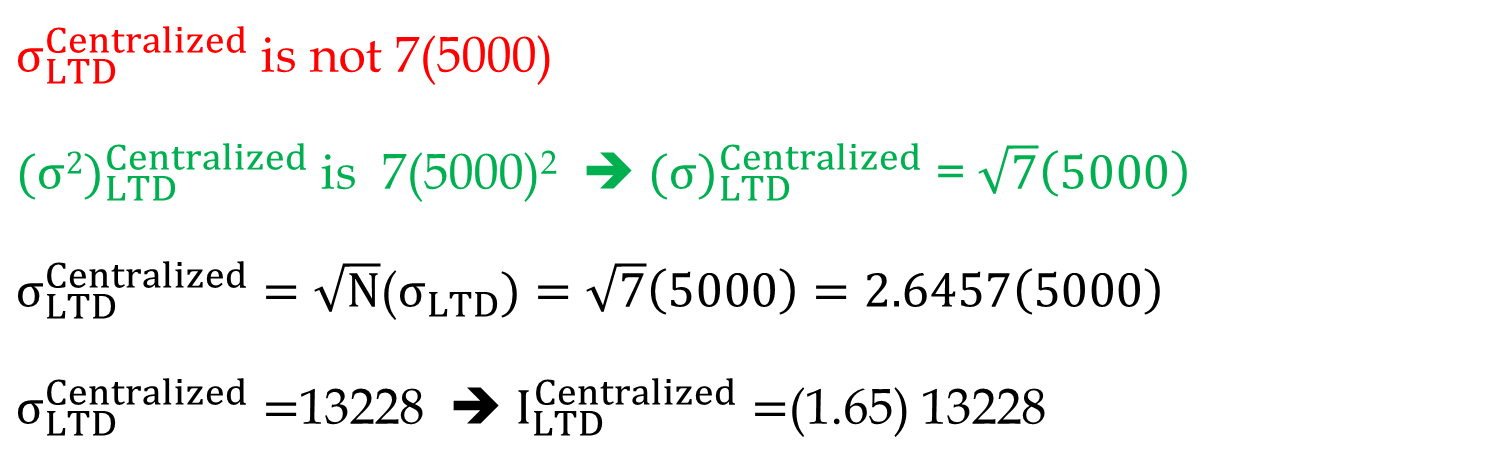 σ_LTD^Centralized is not 7(5000)
(σ²)_LTD^Centralized is 7(5000)² 🡺 (σ)_LTD^Centralized = √7(5000)
σ_LTD^Centralized = √N(σ_LTD) = √7(5000) = 2.6457(5000)
σ_LTD^Centralized =13228 🡺 I_LTD^Centralized =(1.65) 13228